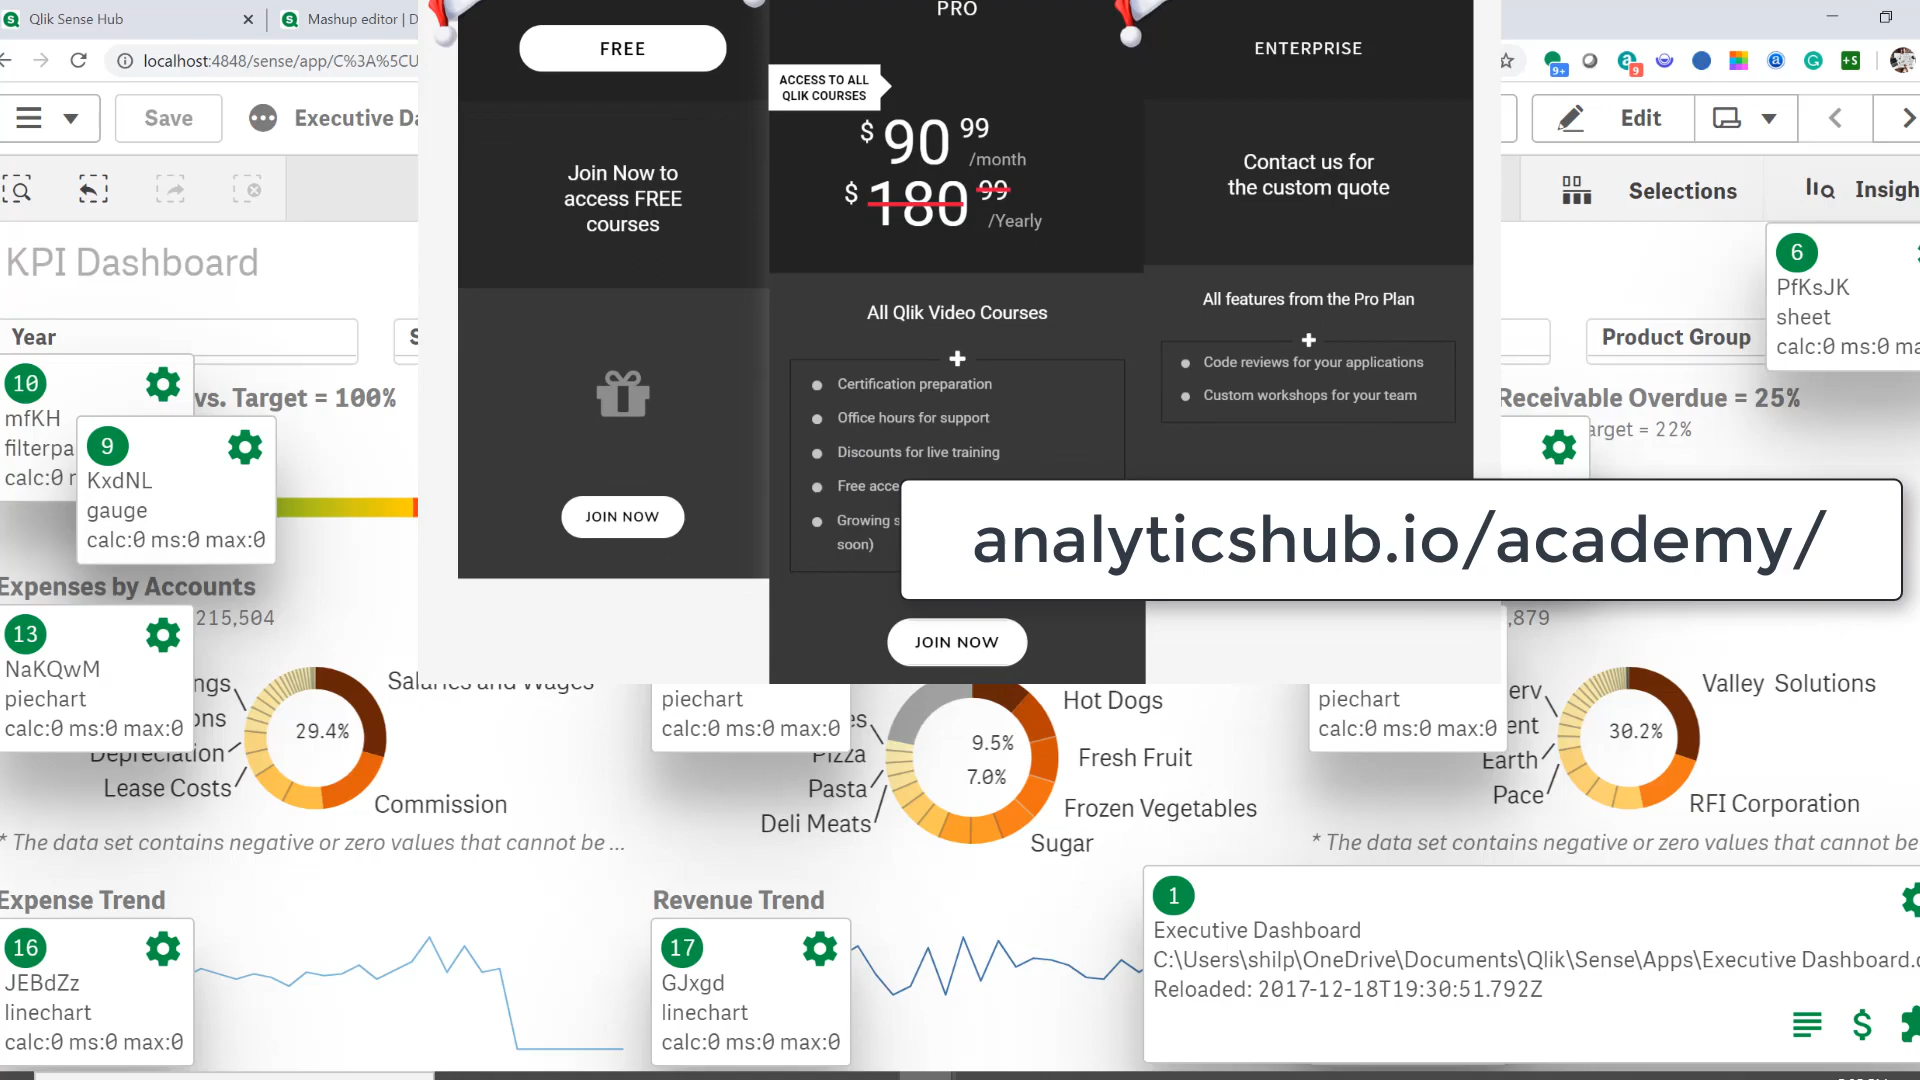 Qlik Sense Hub
Mashup editor | D
localhost:4848/sense/app/C%3A%5CU
9+
9
+S
Save
Executive Da
Edit
Selections
Insigh
KPI Dashboard
Year
S
Product Group
FREE
Join Now to
access FREE
courses
JOIN NOW
PRO
ACCESS TO ALL
QLIK COURSES
$ 90 99
/month
$ 180 99
/Yearly
All Qlik Video Courses
Certification preparation
Office hours for support
Discounts for live training
Free acce
Growing s
soon)
JOIN NOW
ENTERPRISE
Contact us for
the custom quote
All features from the Pro Plan
Code reviews for your applications
Custom workshops for your team
analyticshub.io/academy/
6
PfKsJK
sheet
calc:0 ms:0 ma
10
mfKH
filterpa
calc:0
vs. Target = 100%
9
KxdNL
gauge
calc:0 ms:0 max:0
Receivable Overdue = 25%
arget = 22%
Expenses by Accounts
215,504
,879
13
NaKQwM
piechart
calc:0 ms:0 max:0
ngs
ons
Depreciation
Lease Costs
29.4%
Salaries and Wages
Commission
piechart
calc:0 ms:0 max:0
es
Pizza
Pasta
Deli Meats
9.5%
7.0%
Hot Dogs
Fresh Fruit
Frozen Vegetables
Sugar
piechart
calc:0 ms:0 max:0
erv
ent
Earth
Pace
30.2%
Valley Solutions
RFI Corporation
* The data set contains negative or zero values that cannot be ...
* The data set contains negative or zero values that cannot be
Expense Trend
16
JEBdZz
linechart
calc:0 ms:0 max:0
Revenue Trend
17
GJxgd
linechart
calc:0 ms:0 max:0
1
Executive Dashboard
C:\Users\shilp\OneDrive\Documents\Qlik\Sense\Apps\Executive Dashboard.
Reloaded: 2017-12-18T19:30:51.792Z